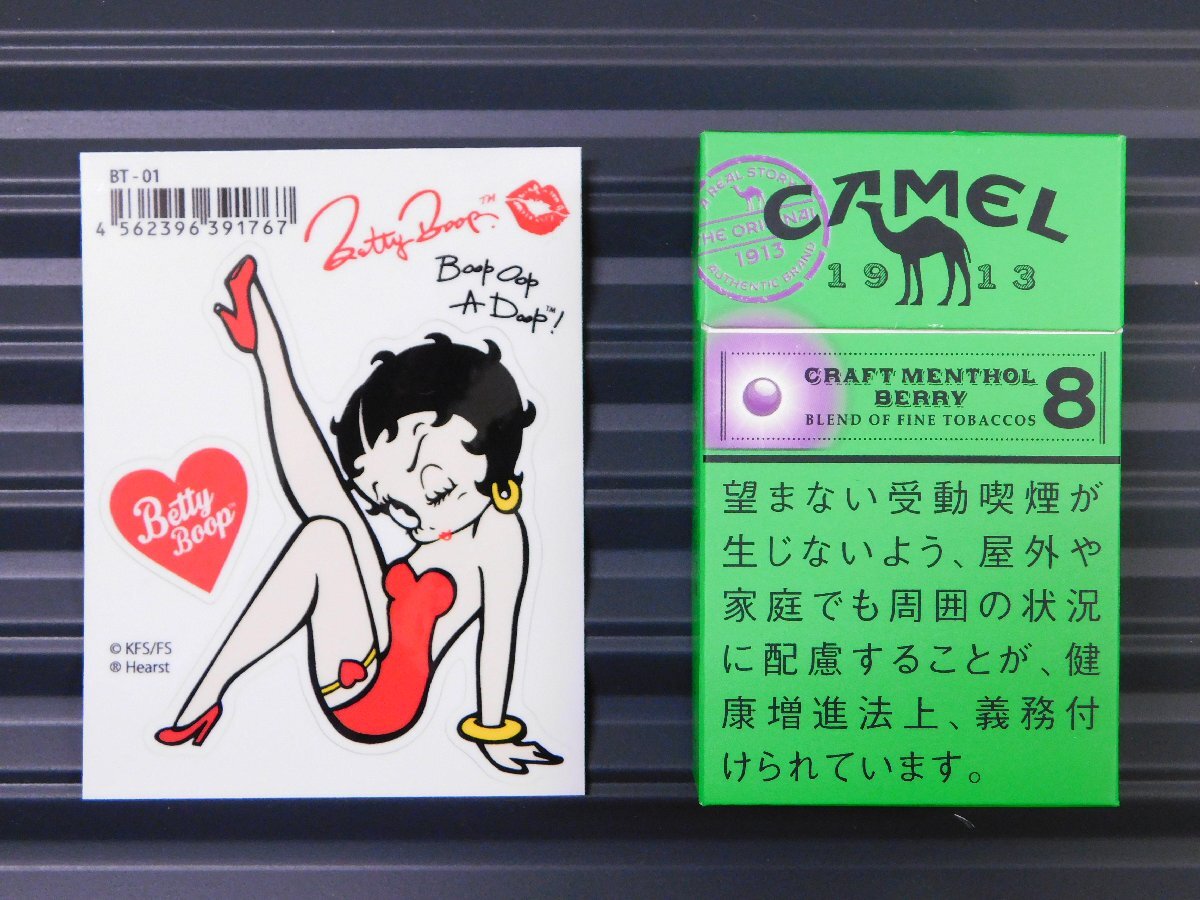 BT-01
4 562396 391767
Betty Boop™
Boop Oop
A Doop™!
Betty
Boop™
© KFS/FS
® Hearst
A REAL STORY
THE ORIGINAL
1913
AUTHENTIC BRAND
CAMEL
1913
CRAFT MENTHOL
BERRY
BLEND OF FINE TOBACCOS
8
望まない受動喫煙が
生じないよう、屋外や
家庭でも周囲の状況
に配慮することが、健
康増進法上、義務付
けられています。